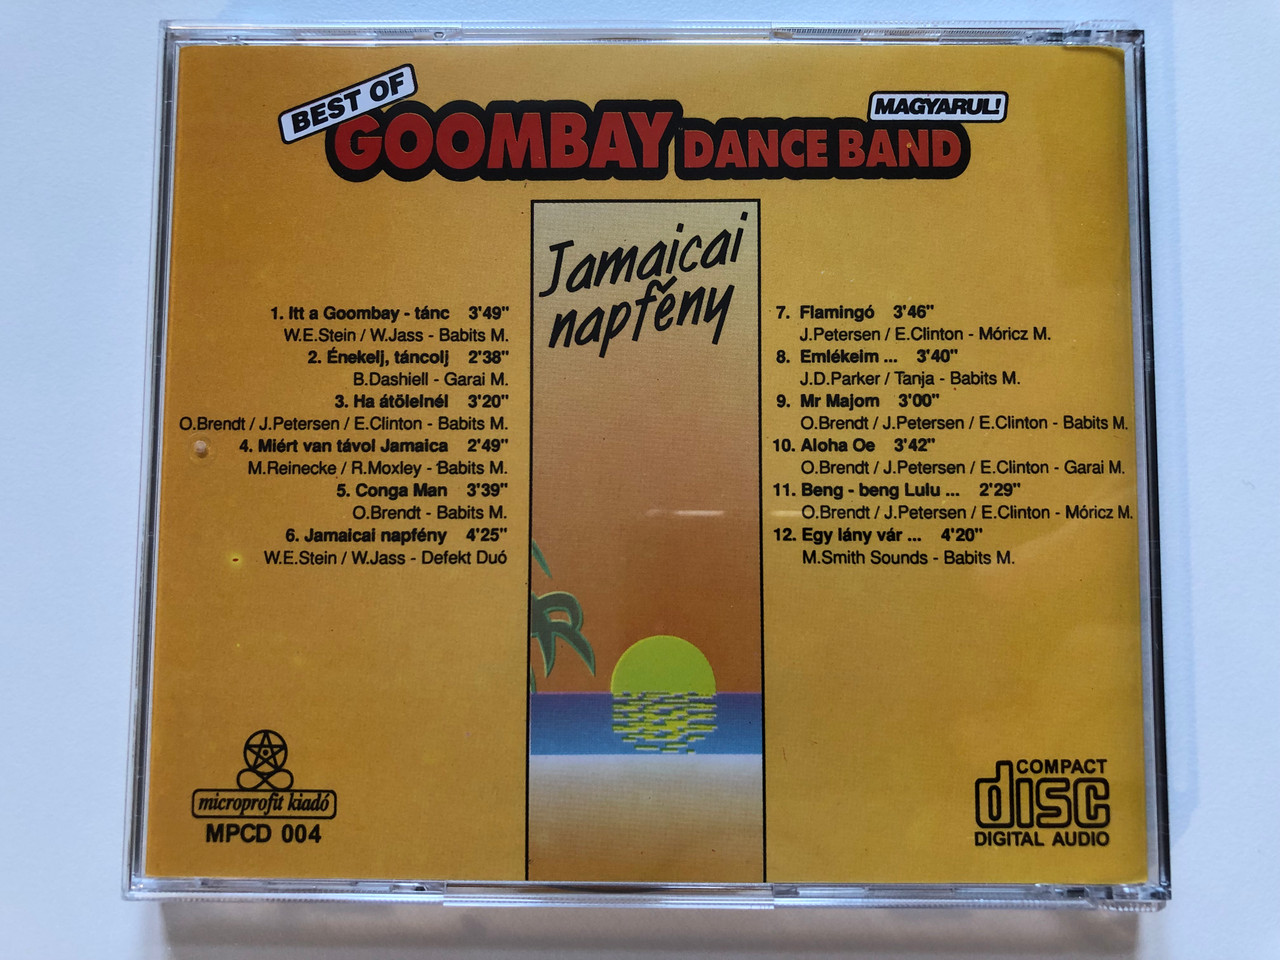 BEST OF
GOOMBAY DANCE BAND
MAGYARUL!
Jamaicai
napfény
1. Itt a Goombay - tánc 3'49"
W.E.Stein / W.Jass - Babits M.
2. Énekelj, táncolj 2'38"
B.Dashiell - Garai M.
3. Ha átölelnél 3'20"
O.Brendt / J.Petersen / E.Clinton - Babits M.
4. Miért van távol Jamaica 2'49"
M.Reinecke / R.Moxley - Babits M.
5. Conga Man 3'39"
O.Brendt - Babits M.
6. Jamaicai napfény 4'25"
W.E.Stein / W.Jass - Defekt Duó
7. Flamingó 3'46"
J.Petersen / E.Clinton - Móricz M.
8. Emlékeim ... 3'40"
J.D.Parker / Tanja - Babits M.
9. Mr Majom 3'00"
O.Brendt / J.Petersen / E.Clinton - Babits M.
10. Aloha Oe 3'42"
O.Brendt / J.Petersen / E.Clinton - Garai M.
11. Beng - beng Lulu ... 2'29"
O.Brendt / J.Petersen / E.Clinton - Móricz M.
12. Egy lány vár ... 4'20"
M.Smith Sounds - Babits M.
microprofit kiadó
MPCD 004
COMPACT
disc
DIGITAL AUDIO